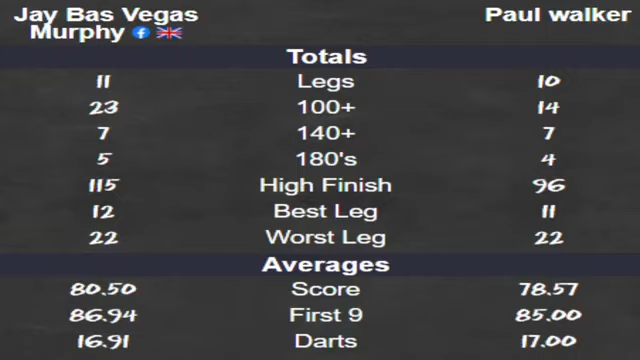 Jay Bas Vegas Paul walker
Murphy
Totals
11 Legs 10
23 100+ 14
7 140+ 7
5 180's 4
115 High Finish 96
12 Best Leg 11
22 Worst Leg 22
Averages
80.50 Score 78.57
86.94 First 9 85.00
16.91 Darts 17.00